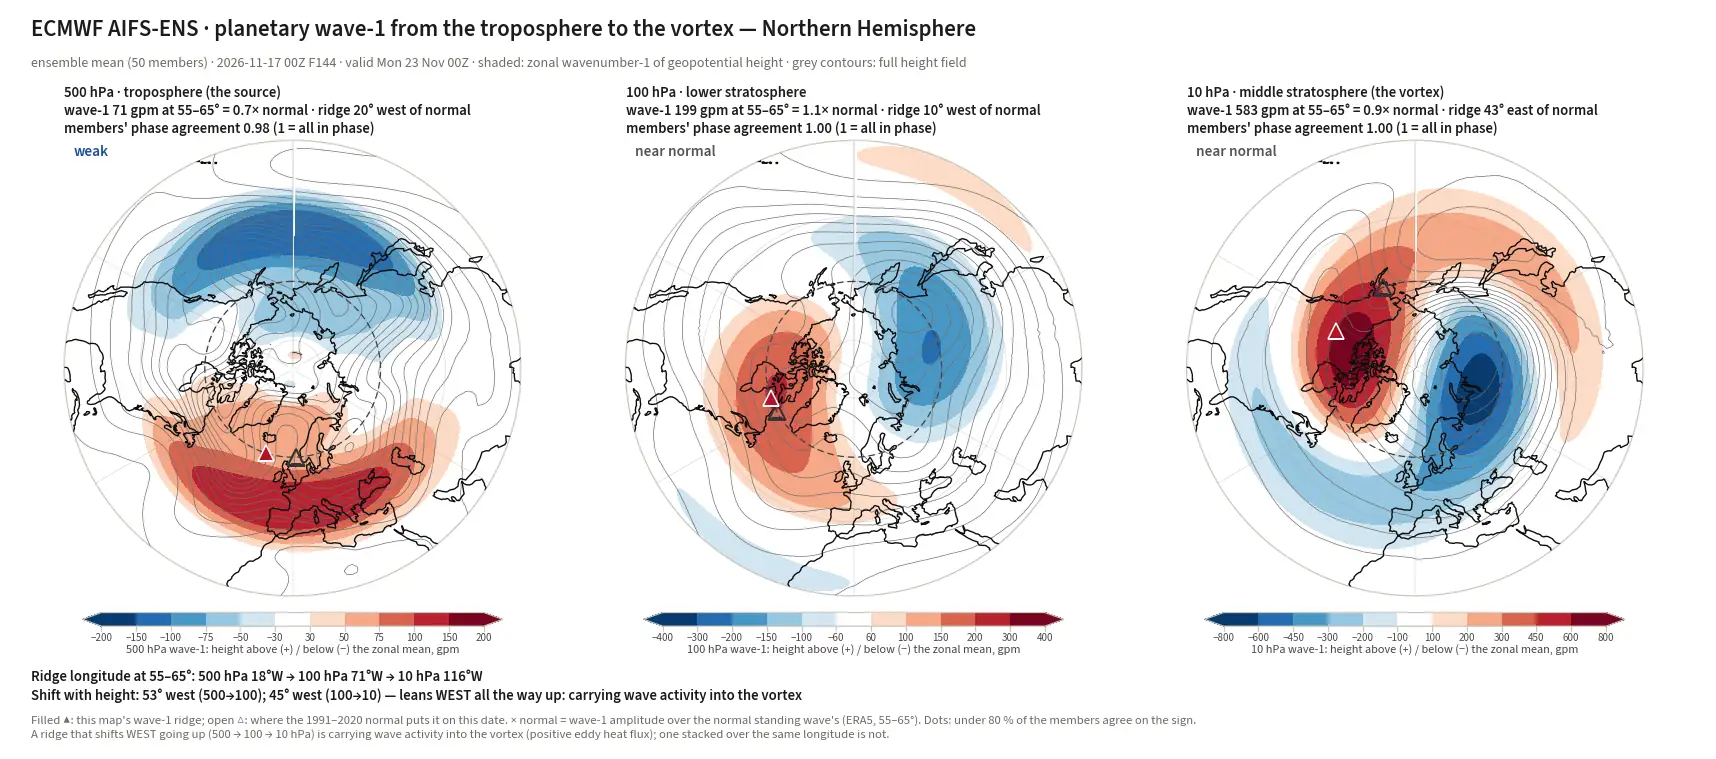 ECMWF AIFS-ENS · planetary wave-1 from the troposphere to the vortex — Northern Hemisphere
ensemble mean (50 members) · 2026-11-17 00Z F144 · valid Mon 23 Nov 00Z · shaded: zonal wavenumber-1 of geopotential height · grey contours: full height field
500 hPa · troposphere (the source)
wave-1 71 gpm at 55–65° = 0.7× normal · ridge 20° west of normal
members' phase agreement 0.98 (1 = all in phase)
weak
100 hPa · lower stratosphere
wave-1 199 gpm at 55–65° = 1.1× normal · ridge 10° west of normal
members' phase agreement 1.00 (1 = all in phase)
near normal
10 hPa · middle stratosphere (the vortex)
wave-1 583 gpm at 55–65° = 0.9× normal · ridge 43° east of normal
members' phase agreement 1.00 (1 = all in phase)
near normal
−200 −150 −100 −75 −50 −30 30 50 75 100 150 200
500 hPa wave-1: height above (+) / below (−) the zonal mean, gpm
−400 −300 −200 −150 −100 −60 60 100 150 200 300 400
100 hPa wave-1: height above (+) / below (−) the zonal mean, gpm
−800 −600 −450 −300 −200 −100 100 200 300 450 600 800
10 hPa wave-1: height above (+) / below (−) the zonal mean, gpm
Ridge longitude at 55–65°: 500 hPa 18°W → 100 hPa 71°W → 10 hPa 116°W
Shift with height: 53° west (500→100); 45° west (100→10) — leans WEST all the way up: carrying wave activity into the vortex
Filled ▲: this map's wave-1 ridge; open △: where the 1991–2020 normal puts it on this date. × normal = wave-1 amplitude over the normal standing wave's (ERA5, 55–65°). Dots: under 80 % of the members agree on the sign.
A ridge that shifts WEST going up (500 → 100 → 10 hPa) is carrying wave activity into the vortex (positive eddy heat flux); one stacked over the same longitude is not.